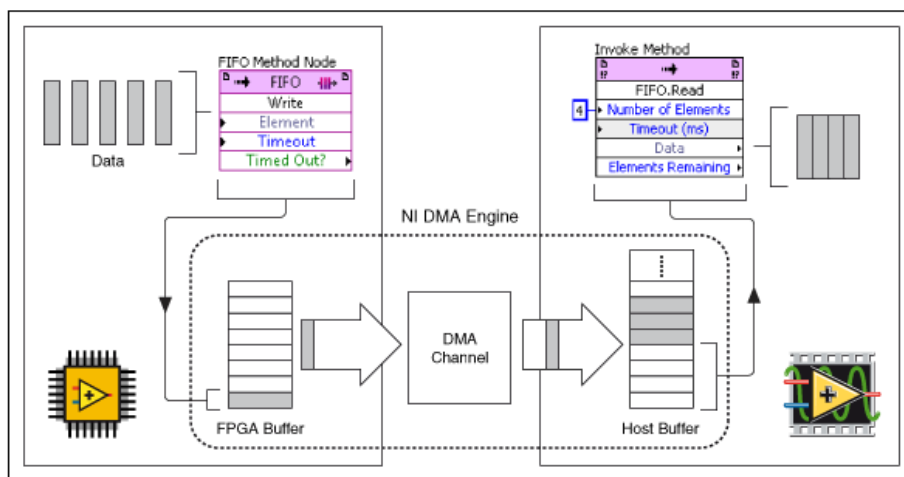 FIFO Method Node
FIFO
Write
Element
Timeout
Timed Out?
Data
Invoke Method
FIFO.Read
4
Number of Elements
Timeout (ms)
Data
Elements Remaining
NI DMA Engine
DMA
Channel
FPGA Buffer
Host Buffer